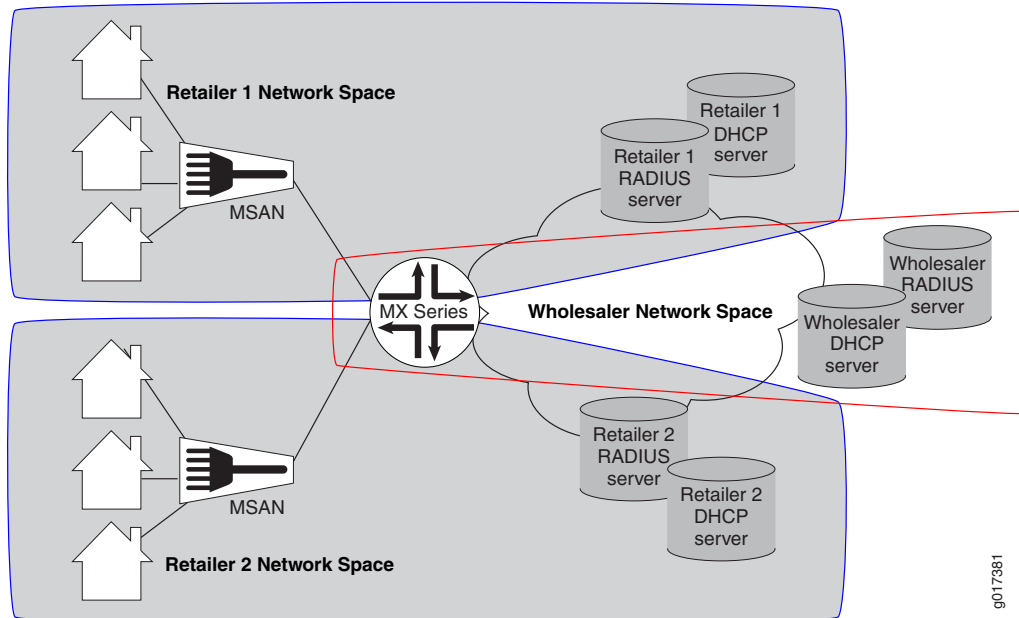 Retailer 1 Network Space
MSAN
Retailer 1
DHCP
server
Retailer 1
RADIUS
server
MX Series
Wholesaler Network Space
Wholesaler
RADIUS
server
Wholesaler
DHCP
server
Retailer 2
RADIUS
server
Retailer 2
DHCP
server
MSAN
Retailer 2 Network Space
g017381